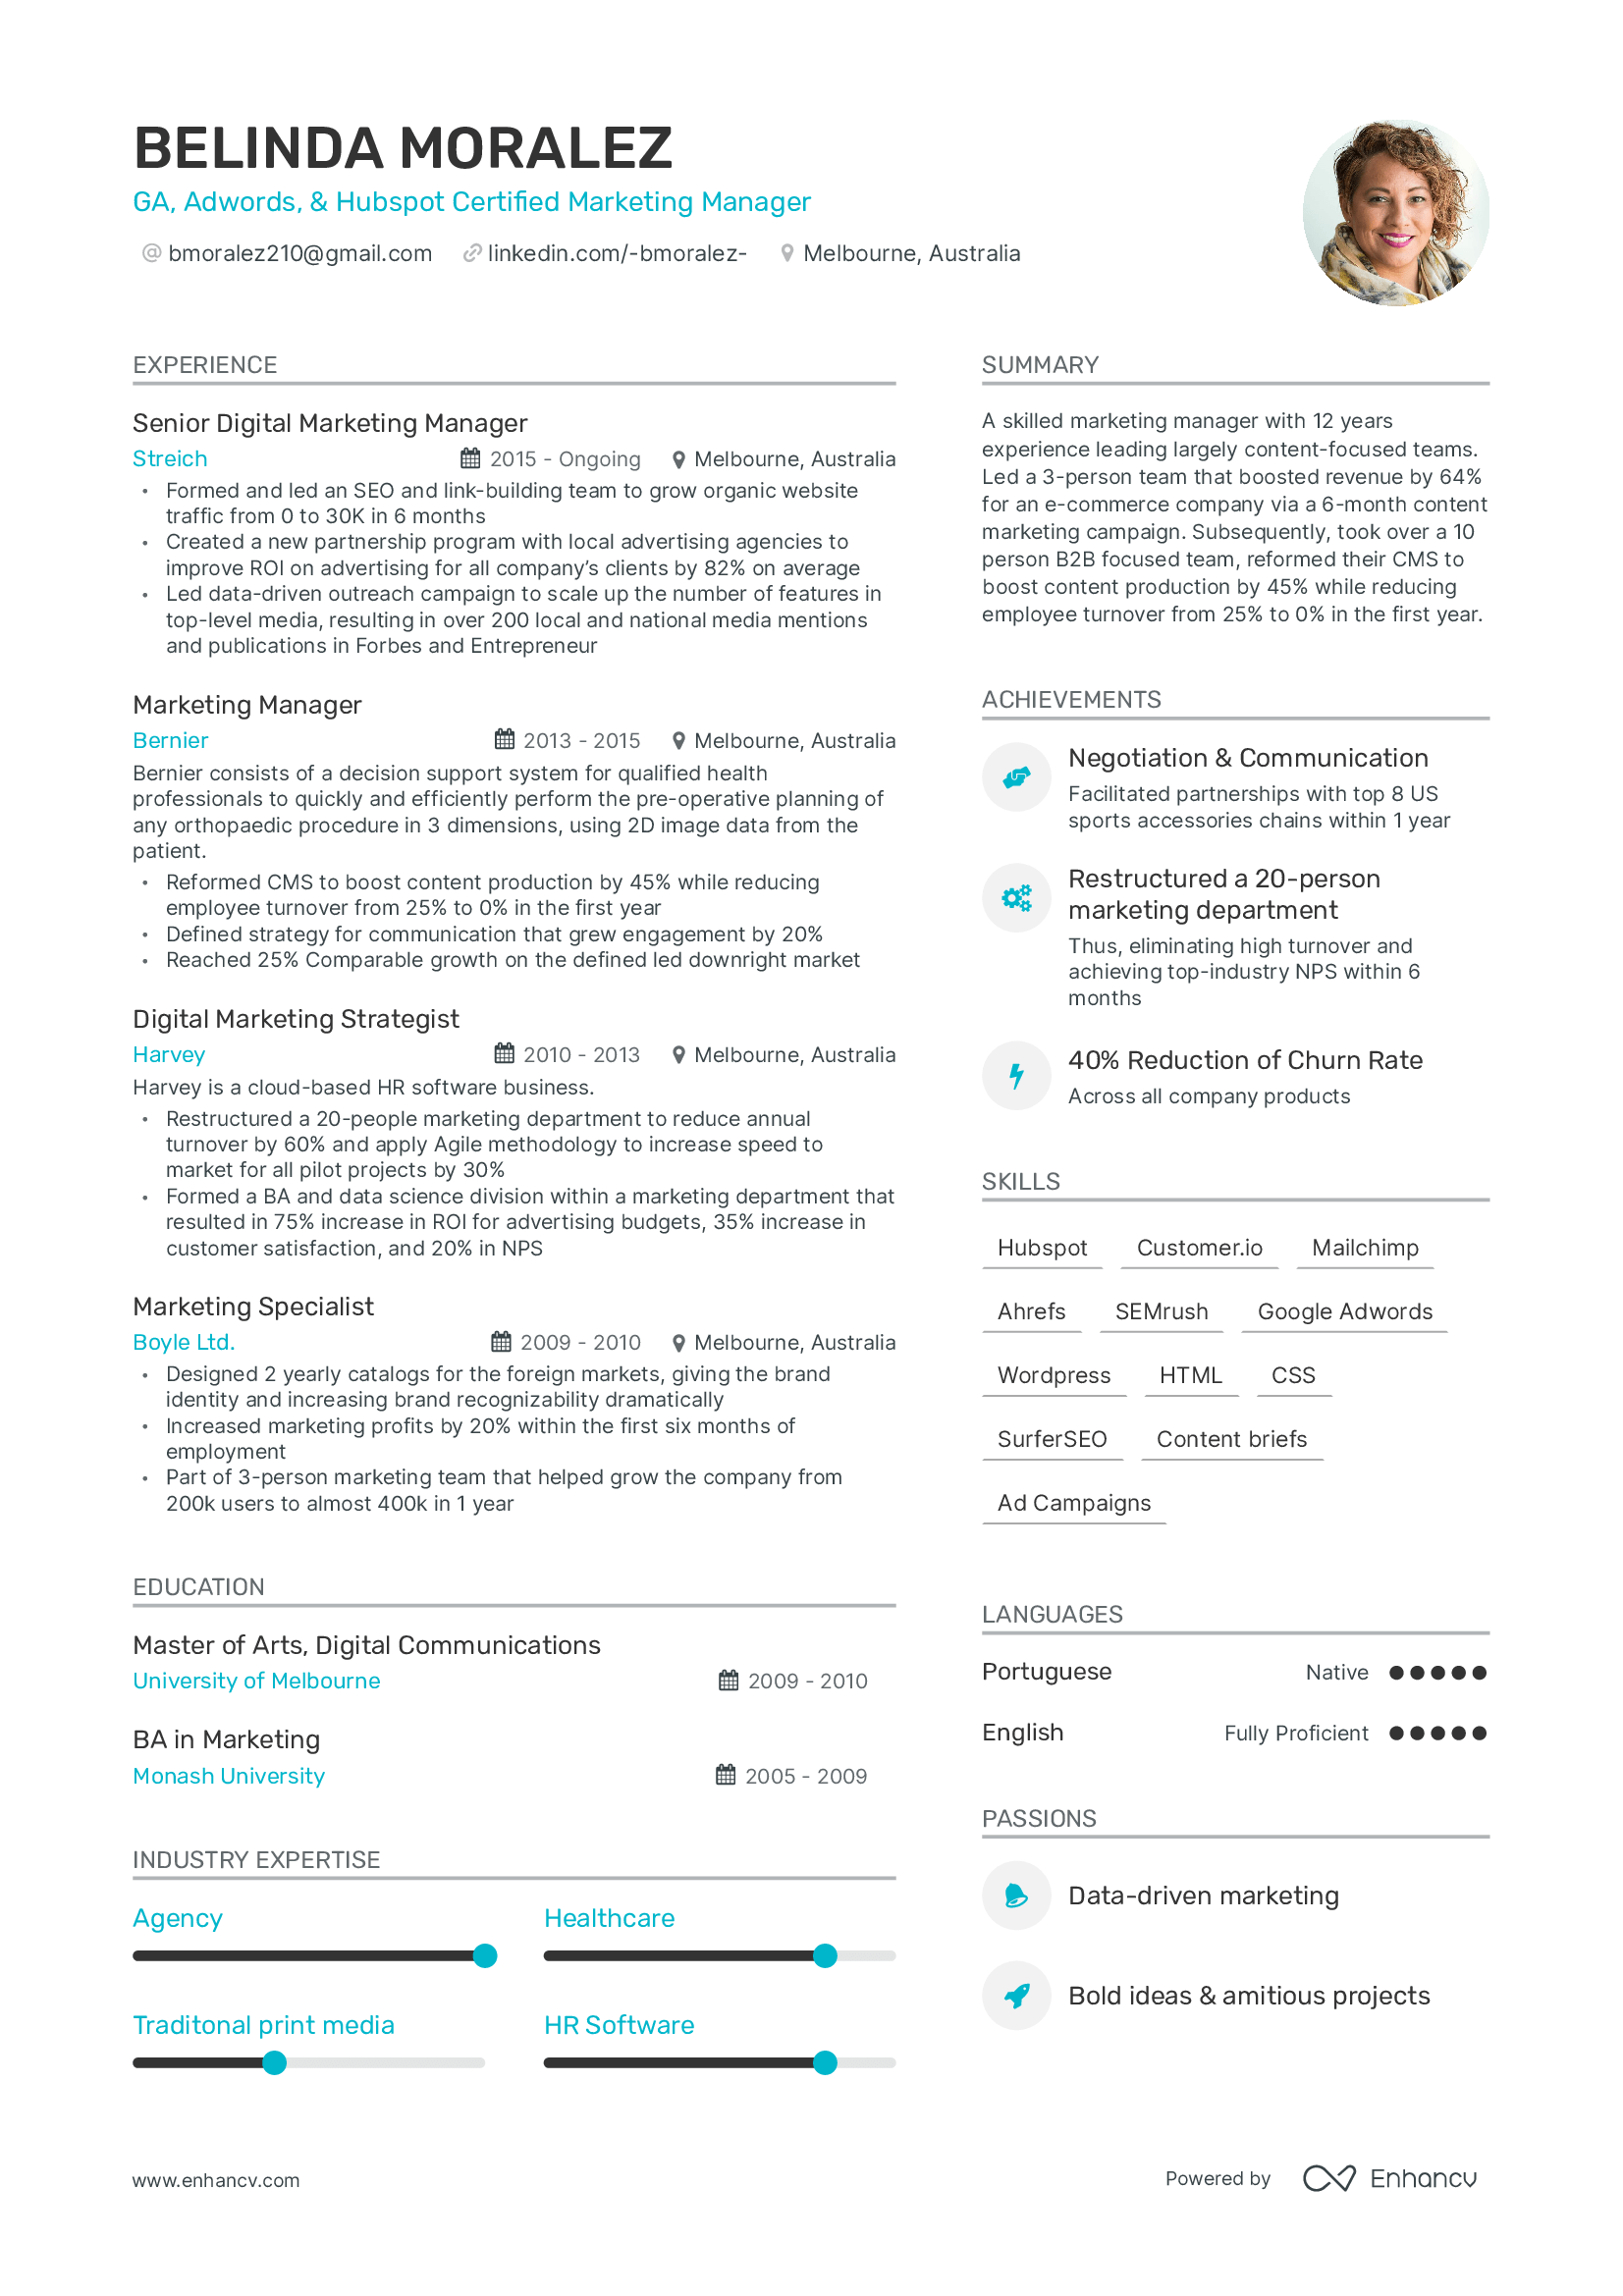 BELINDA MORALEZ
GA, Adwords, & Hubspot Certified Marketing Manager
@ bmoralez210@gmail.com linkedin.com/-bmoralez- Melbourne, Australia
EXPERIENCE
Senior Digital Marketing Manager
Streich 2015 - Ongoing Melbourne, Australia
• Formed and led an SEO and link-building team to grow organic website
traffic from 0 to 30K in 6 months
• Created a new partnership program with local advertising agencies to
improve ROI on advertising for all company’s clients by 82% on average
• Led data-driven outreach campaign to scale up the number of features in
top-level media, resulting in over 200 local and national media mentions
and publications in Forbes and Entrepreneur
Marketing Manager
Bernier 2013 - 2015 Melbourne, Australia
Bernier consists of a decision support system for qualified health
professionals to quickly and efficiently perform the pre-operative planning of
any orthopaedic procedure in 3 dimensions, using 2D image data from the
patient.
• Reformed CMS to boost content production by 45% while reducing
employee turnover from 25% to 0% in the first year
• Defined strategy for communication that grew engagement by 20%
• Reached 25% Comparable growth on the defined led downright market
Digital Marketing Strategist
Harvey 2010 - 2013 Melbourne, Australia
Harvey is a cloud-based HR software business.
• Restructured a 20-people marketing department to reduce annual
turnover by 60% and apply Agile methodology to increase speed to
market for all pilot projects by 30%
• Formed a BA and data science division within a marketing department that
resulted in 75% increase in ROI for advertising budgets, 35% increase in
customer satisfaction, and 20% in NPS
Marketing Specialist
Boyle Ltd. 2009 - 2010 Melbourne, Australia
• Designed 2 yearly catalogs for the foreign markets, giving the brand
identity and increasing brand recognizability dramatically
• Increased marketing profits by 20% within the first six months of
employment
• Part of 3-person marketing team that helped grow the company from
200k users to almost 400k in 1 year
EDUCATION
Master of Arts, Digital Communications
University of Melbourne 2009 - 2010
BA in Marketing
Monash University 2005 - 2009
INDUSTRY EXPERTISE
Agency Healthcare
Traditonal print media HR Software
SUMMARY
A skilled marketing manager with 12 years
experience leading largely content-focused teams.
Led a 3-person team that boosted revenue by 64%
for an e-commerce company via a 6-month content
marketing campaign. Subsequently, took over a 10
person B2B focused team, reformed their CMS to
boost content production by 45% while reducing
employee turnover from 25% to 0% in the first year.
ACHIEVEMENTS
Negotiation & Communication
Facilitated partnerships with top 8 US
sports accessories chains within 1 year
Restructured a 20-person
marketing department
Thus, eliminating high turnover and
achieving top-industry NPS within 6
months
40% Reduction of Churn Rate
Across all company products
SKILLS
Hubspot Customer.io Mailchimp
Ahrefs SEMrush Google Adwords
Wordpress HTML CSS
SurferSEO Content briefs
Ad Campaigns
LANGUAGES
Portuguese Native
English Fully Proficient
PASSIONS
Data-driven marketing
Bold ideas & amitious projects
www.enhancv.com Powered by Enhancv